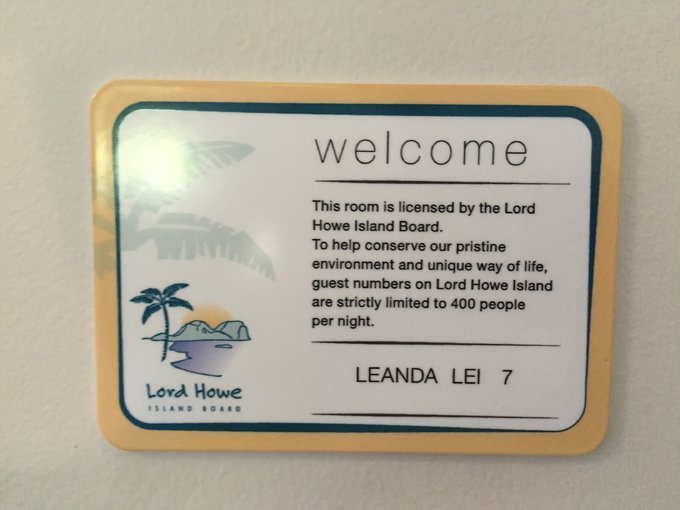 welcome
This room is licensed by the Lord
Howe Island Board.
To help conserve our pristine
environment and unique way of life,
guest numbers on Lord Howe Island
are strictly limited to 400 people
per night.
LEANDA LEI 7
Lord Howe
ISLAND BOARD